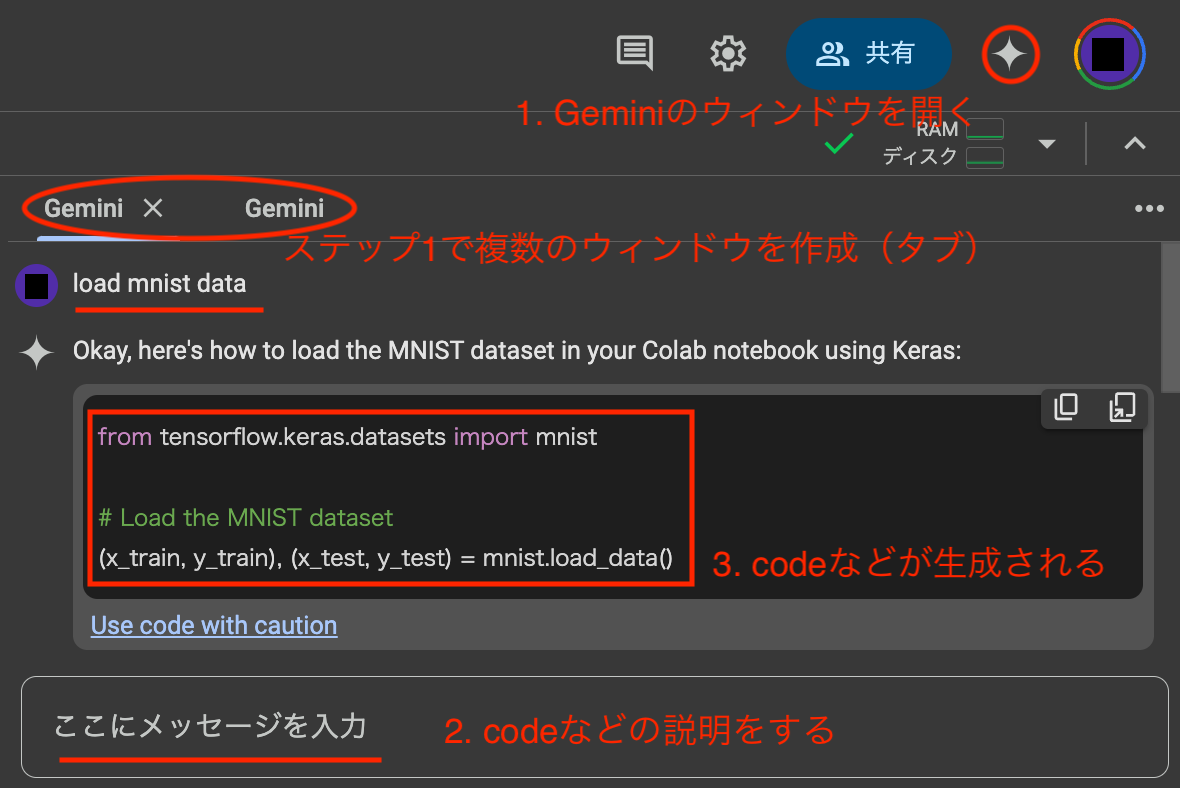 共有
1. Geminiのウィンドウを開く
RAM
ディスク
Gemini
Gemini
ステップ1で複数のウィンドウを作成（タブ）
load mnist data
Okay, here's how to load the MNIST dataset in your Colab notebook using Keras:
from tensorflow.keras.datasets import mnist
# Load the MNIST dataset
(x_train, y_train), (x_test, y_test) = mnist.load_data()
3. codeなどが生成される
Use code with caution
ここにメッセージを入力
2. codeなどの説明をする